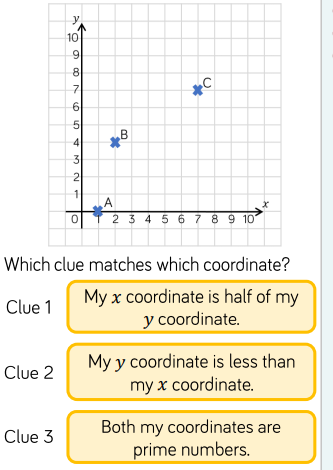 y
10
9
8
7
C
6
5
B
4
3
2
1
A
x
0 1 2 3 4 5 6 7 8 9 10
Which clue matches which coordinate?
Clue 1
My x coordinate is half of my
y coordinate.
Clue 2
My y coordinate is less than
my x coordinate.
Clue 3
Both my coordinates are
prime numbers.